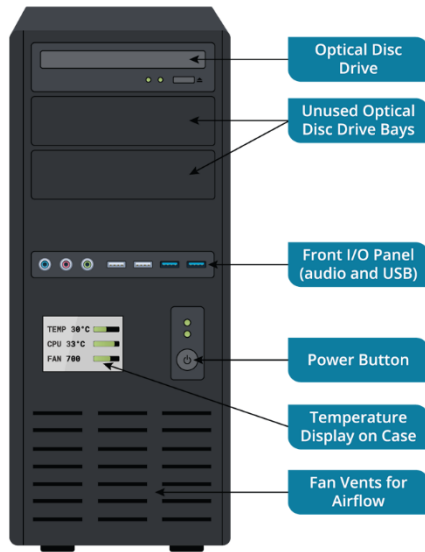 Optical Disc
Drive
Unused Optical
Disc Drive Bays
Front I/O Panel
(audio and USB)
TEMP 30°C
CPU 33°C
FAN 700
Power Button
Temperature
Display on Case
Fan Vents for
Airflow